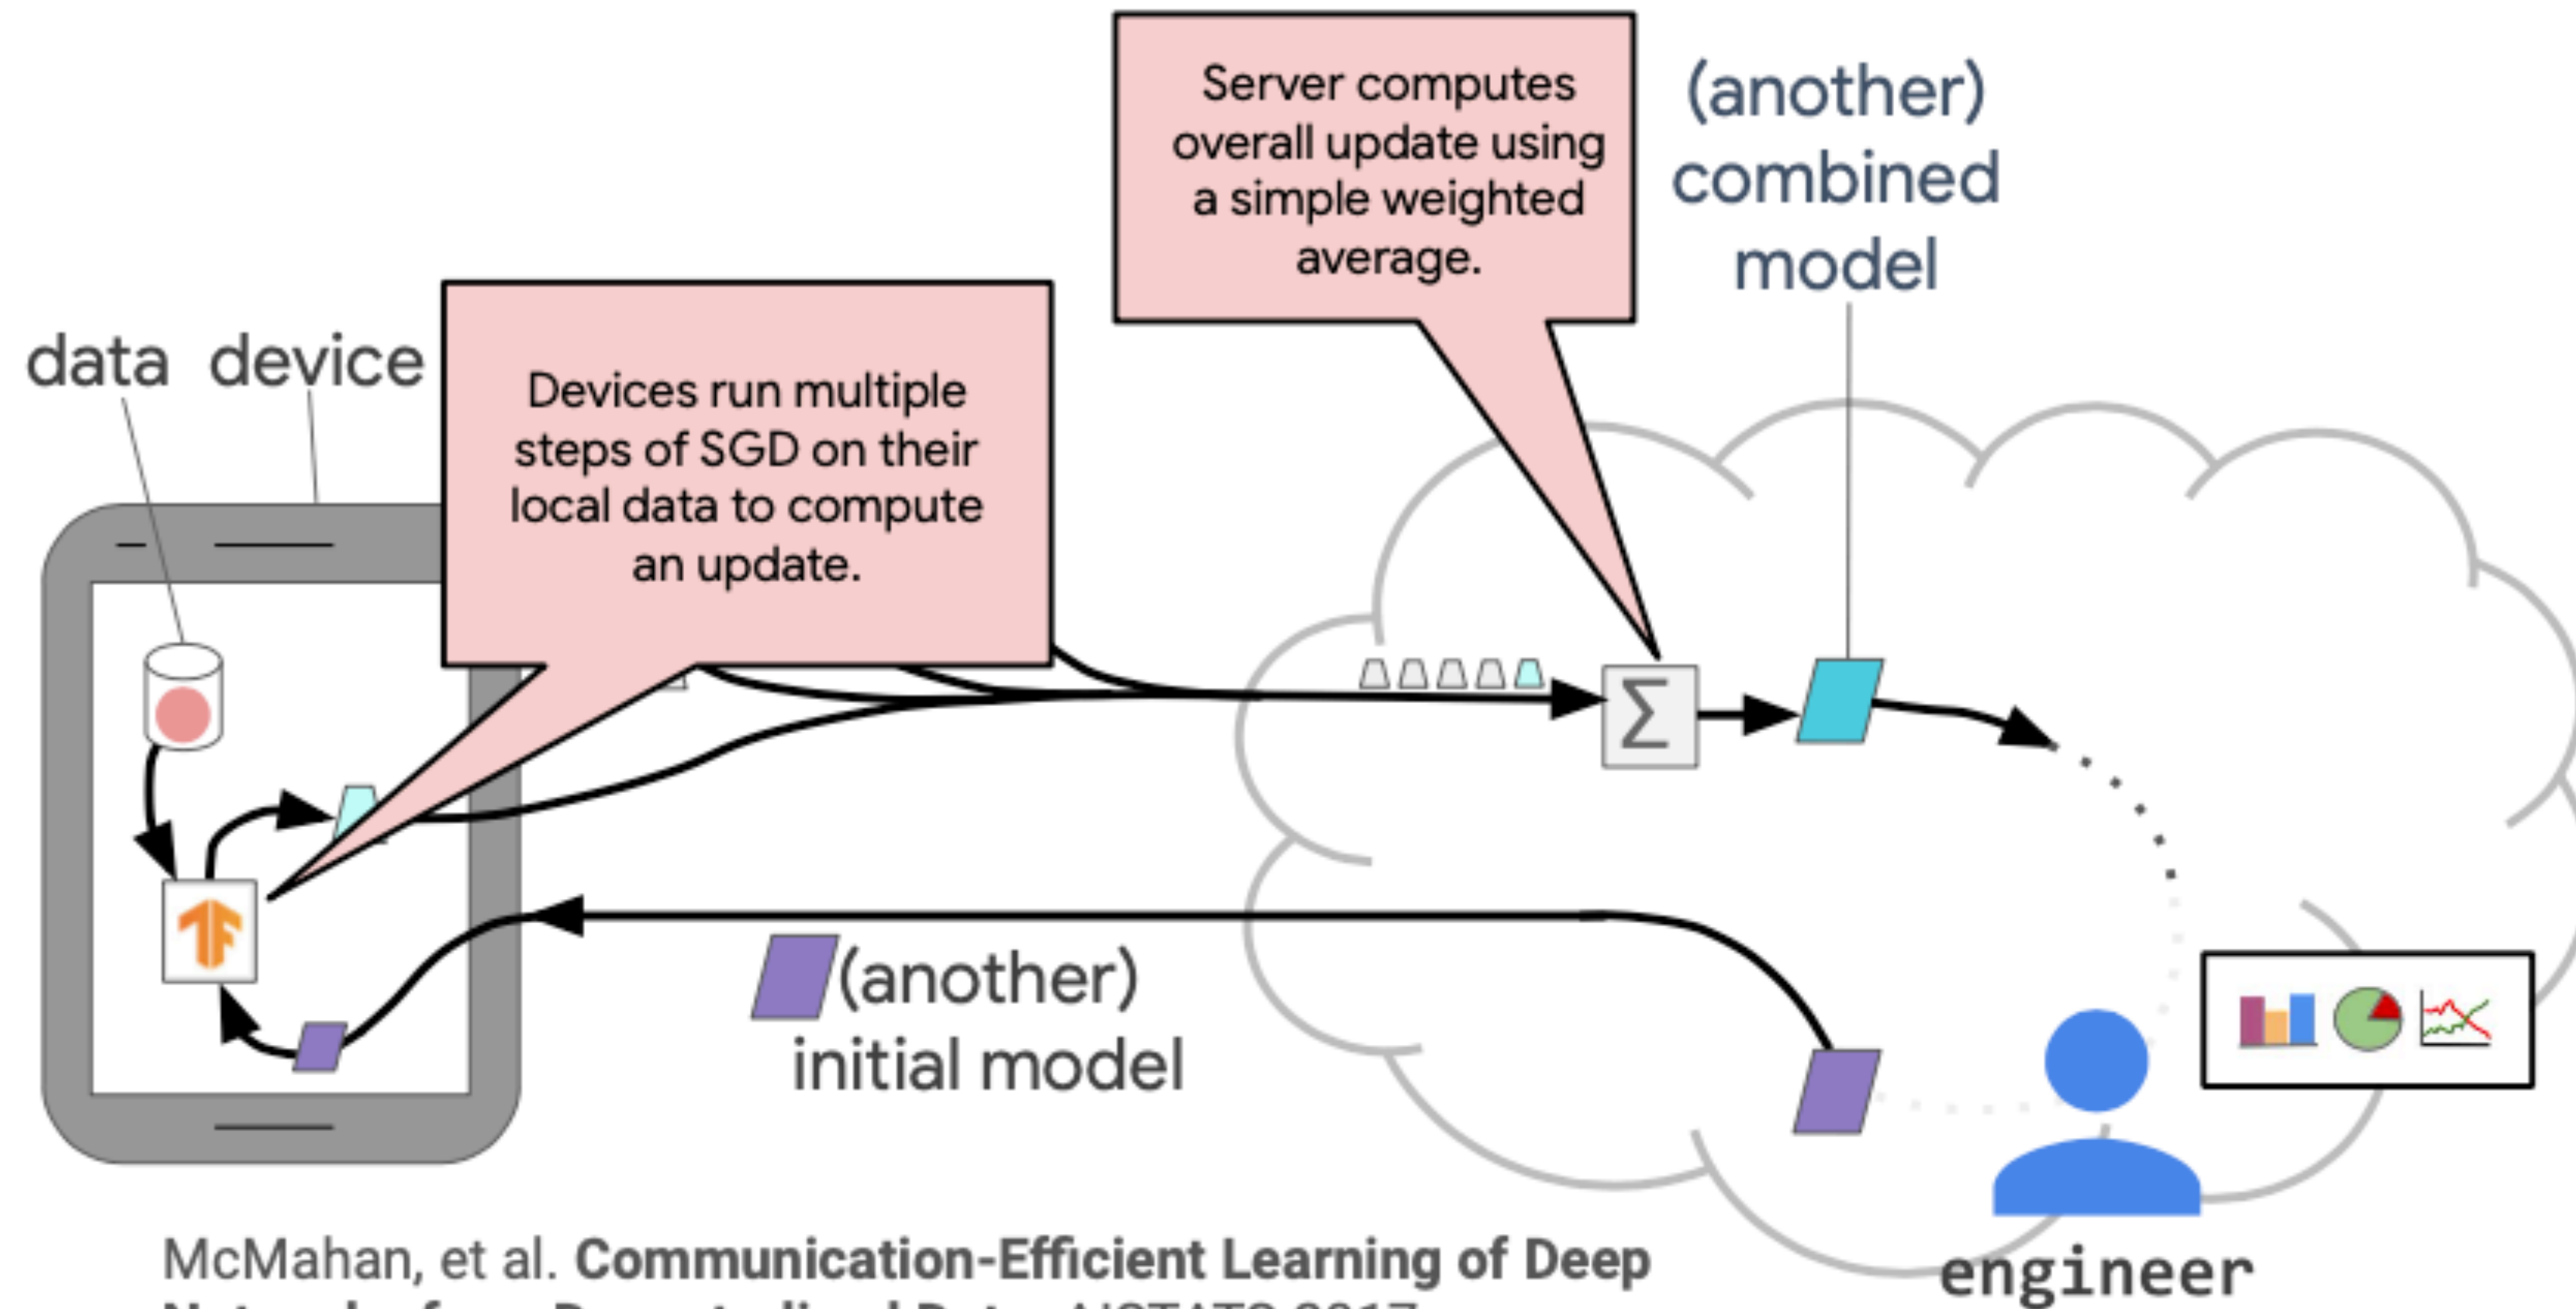 Server computes
overall update using
a simple weighted
average.
(another)
combined
model
data device
Devices run multiple
steps of SGD on their
local data to compute
an update.
Σ
(another)
initial model
engineer
McMahan, et al. Communication-Efficient Learning of Deep